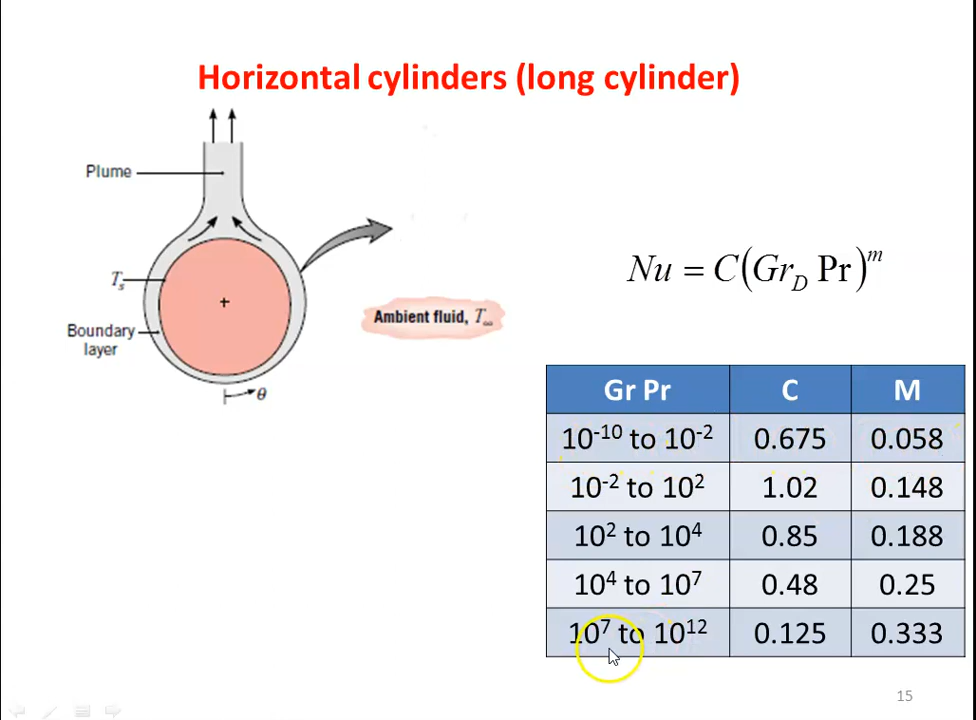 Horizontal cylinders (long cylinder)
Plume
Tₛ
Boundary layer
θ
Ambient fluid, T∞
Nu = C(Gr_D Pr)^m
Gr Pr C M
10⁻¹⁰ to 10⁻² 0.675 0.058
10⁻² to 10² 1.02 0.148
10² to 10⁴ 0.85 0.188
10⁴ to 10⁷ 0.48 0.25
10⁷ to 10¹² 0.125 0.333
15